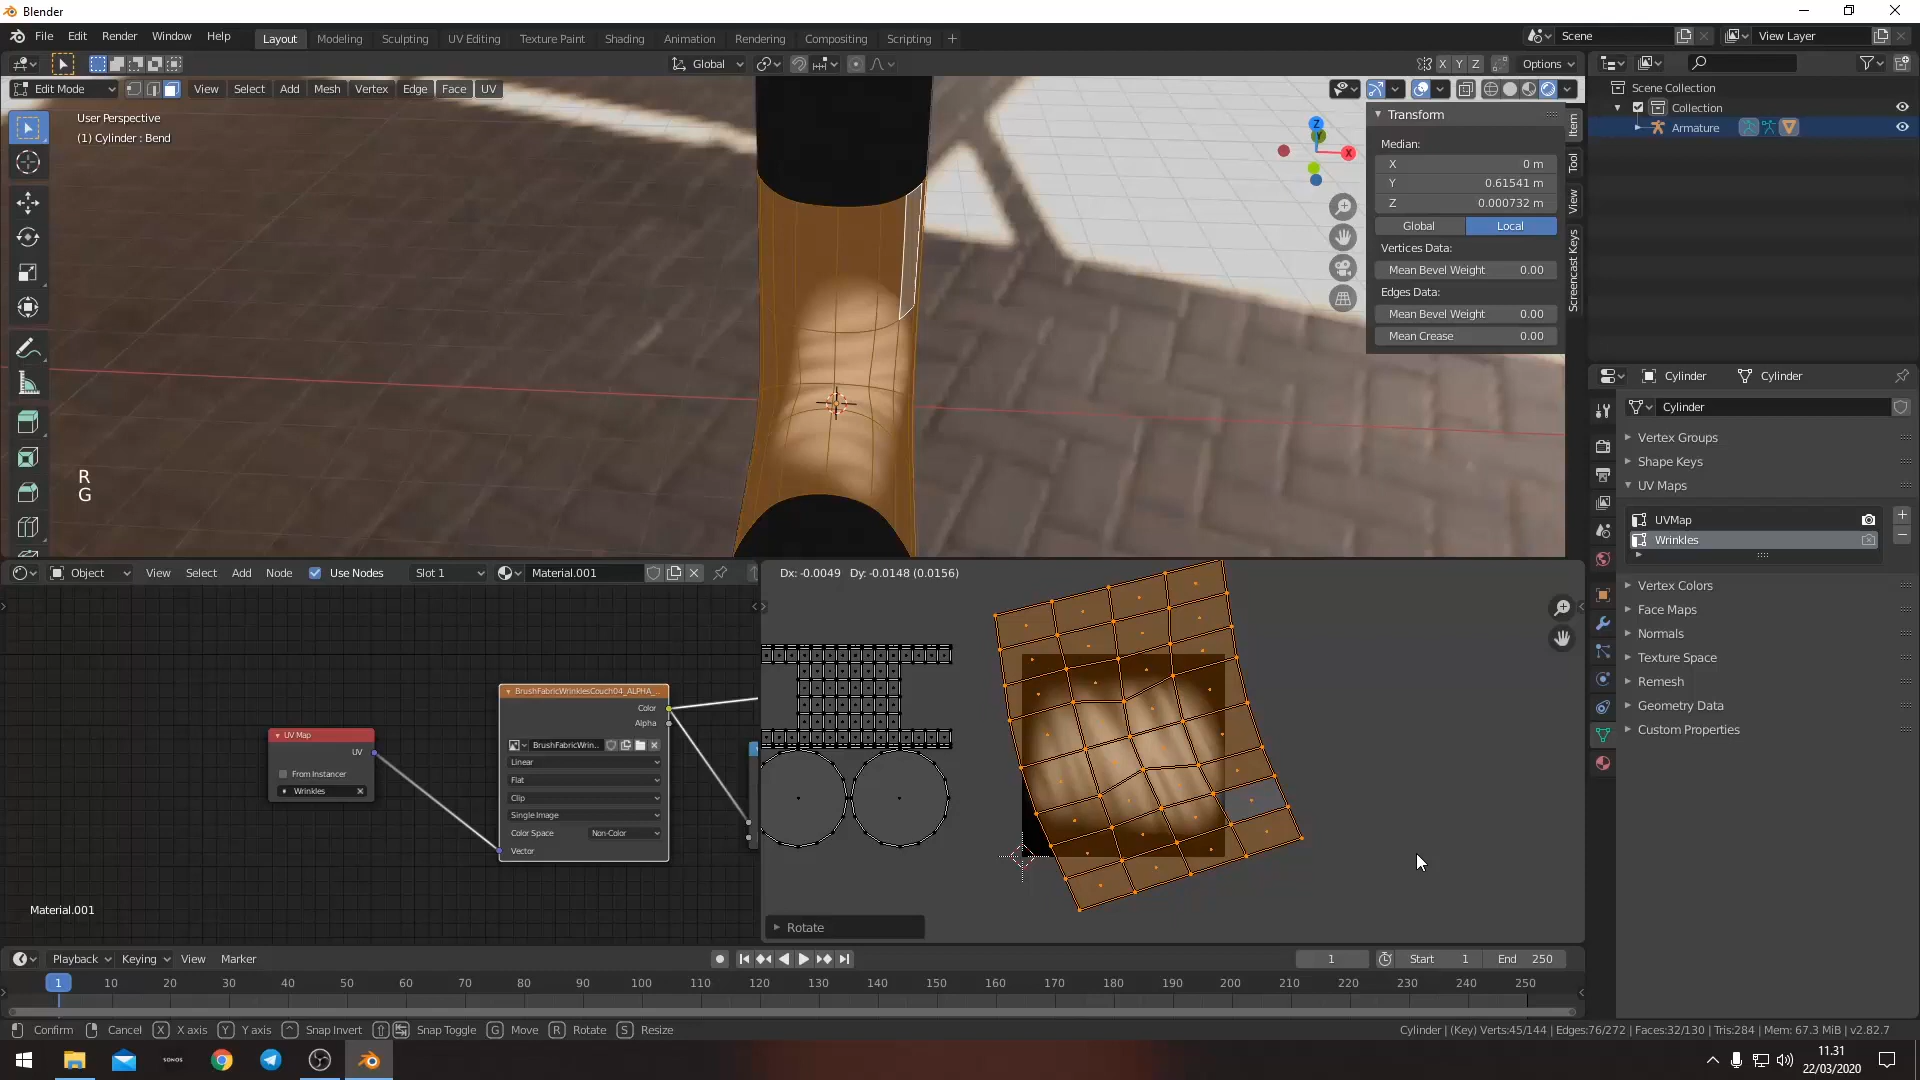 Blender
File Edit Render Window Help
Layout Modeling Sculpting UV Editing Texture Paint Shading Animation Rendering Compositing Scripting +
Scene
View Layer
Global
X Y Z
Options
Edit Mode
View Select Add Mesh Vertex Edge Face UV
User Perspective
(1) Cylinder : Bend
R
G
Z
Y
X
Transform
Median:
X 0 m
Y 0.61541 m
Z 0.000732 m
Global Local
Vertices Data:
Mean Bevel Weight 0.00
Edges Data:
Mean Bevel Weight 0.00
Mean Crease 0.00
Item
Tool
View
Screencast Keys
Scene Collection
Collection
Armature
Cylinder Cylinder
Cylinder
Vertex Groups
Shape Keys
UV Maps
UVMap
Wrinkles
Vertex Colors
Face Maps
Normals
Texture Space
Remesh
Geometry Data
Custom Properties
Object View Select Add Node Use Nodes Slot 1 Material.001
UV Map
UV
From Instancer
Wrinkles
BrushFabricWrinklesCouch04_ALPHA_...
Color
Alpha
BrushFabricWrin..
Linear
Flat
Clip
Single Image
Color Space Non-Color
Vector
Material.001
Dx: -0.0049 Dy: -0.0148 (0.0156)
Rotate
Playback Keying View Marker
1 Start 1 End 250
1 10 20 30 40 50 60 70 80 90 100 110 120 130 140 150 160 170 180 190 200 210 220 230 240 250
Confirm Cancel X X axis Y Y axis Snap Invert Snap Toggle G Move R Rotate S Resize
Cylinder | (Key) Verts:45/144 | Edges:76/272 | Faces:32/130 | Tris:284 | Mem: 67.3 MiB | v2.82.7
SONOS
11.31
22/03/2020